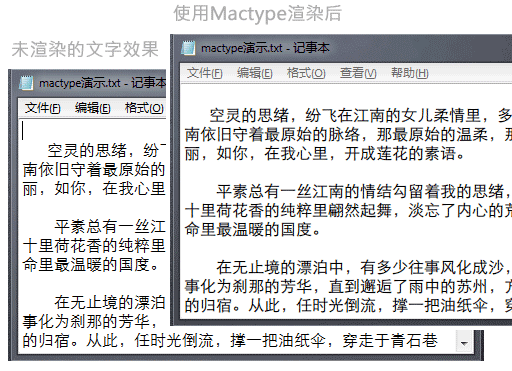 使用Mactype渲染后
未渲染的文字效果
mactype演示.txt - 记事本
文件(F) 编辑(E) 格式(O) 查看(V) 帮助(H)
空灵的思绪，纷飞在江南的女儿柔情里，多
南依旧守着最原始的脉络，那最原始的温柔，那
丽，如你，在我心里，开成莲花的素语。
平素总有一丝江南的情结勾留着我的思绪，
十里荷花香的纯粹里翩然起舞，淡忘了内心的荒
命里最温暖的国度。
在无止境的漂泊中，有多少往事风化成沙，
事化为刹那的芳华，直到邂逅了雨中的苏州，方
的归宿。从此，任时光倒流，撑一把油纸伞，穿
mactype演示.txt - 记事本
文件(F) 编辑(E) 格式(O)
空灵的思绪，纷
南依旧守着最原始的
丽，如你，在我心里
平素总有一丝江
十里荷花香的纯粹里
命里最温暖的国度。
在无止境的漂泊
事化为刹那的芳华，
的归宿。从此，任时光倒流，撑一把油纸伞，穿走于青石巷